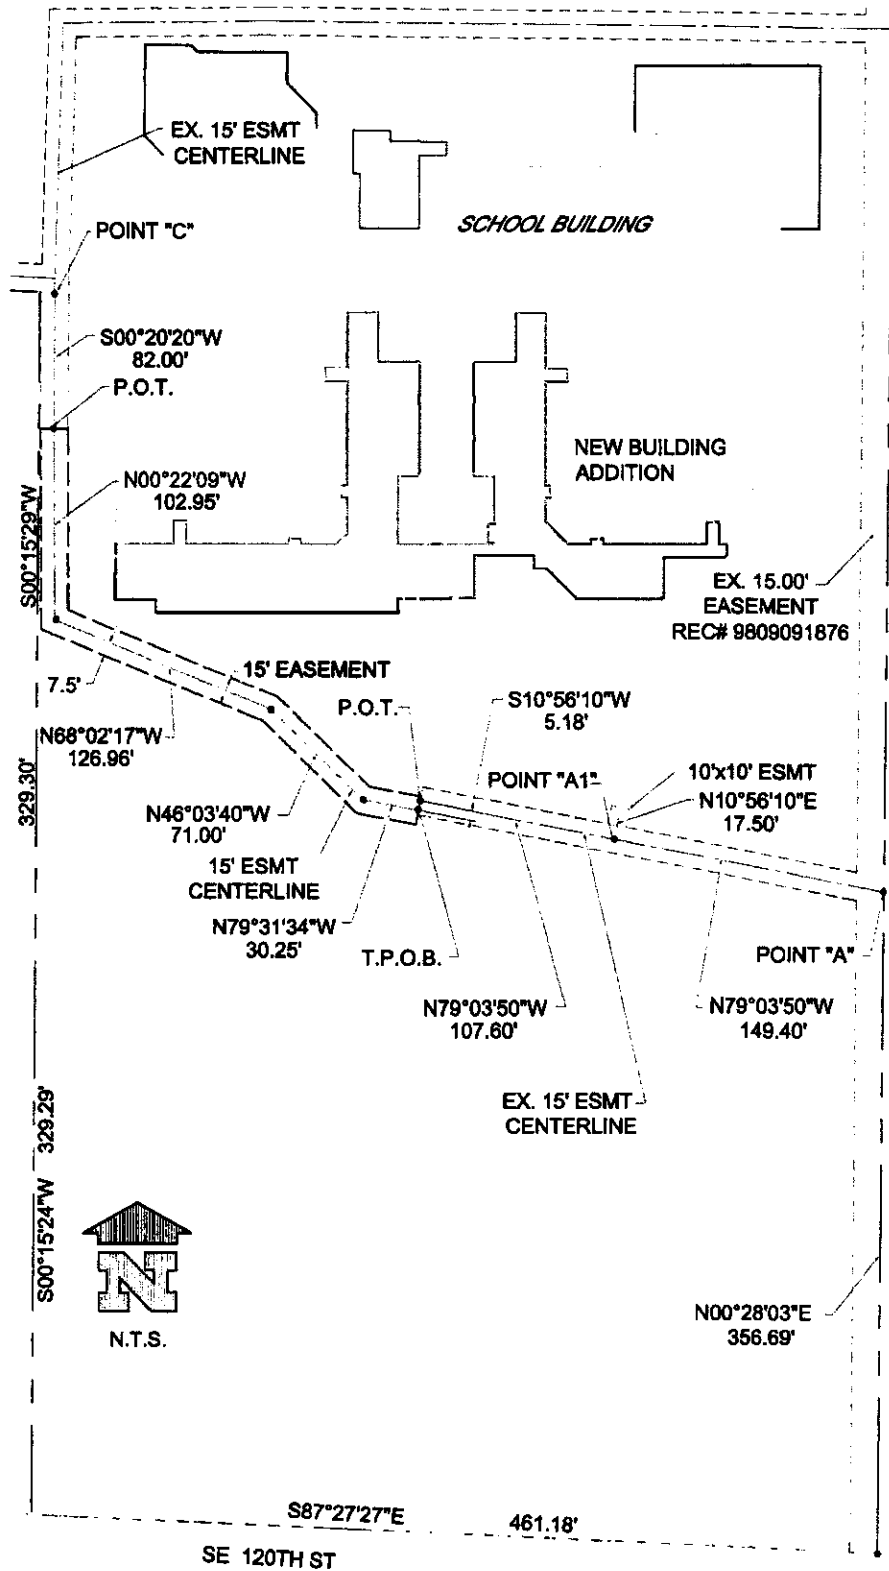 EX. 15' ESMT
CENTERLINE
POINT "C"
SCHOOL BUILDING
S00°20'20"W
82.00'
P.O.T.
NEW BUILDING
ADDITION
N00°22'09"W
102.95'
S00°15'29"W
329.30'
EX. 15.00'
EASEMENT
REC# 9809091876
7.5'
15' EASEMENT
N68°02'17"W
126.96'
P.O.T.
S10°56'10"W
5.18'
POINT "A1"
10'x10' ESMT
N10°56'10"E
17.50'
N46°03'40"W
71.00'
15' ESMT
CENTERLINE
N79°31'34"W
30.25'
T.P.O.B.
POINT "A"
N79°03'50"W
107.60'
N79°03'50"W
149.40'
EX. 15' ESMT
CENTERLINE
S00°15'24"W 329.29'
N
N.T.S.
N00°28'03"E
356.69'
S87°27'27"E 461.18'
SE 120TH ST